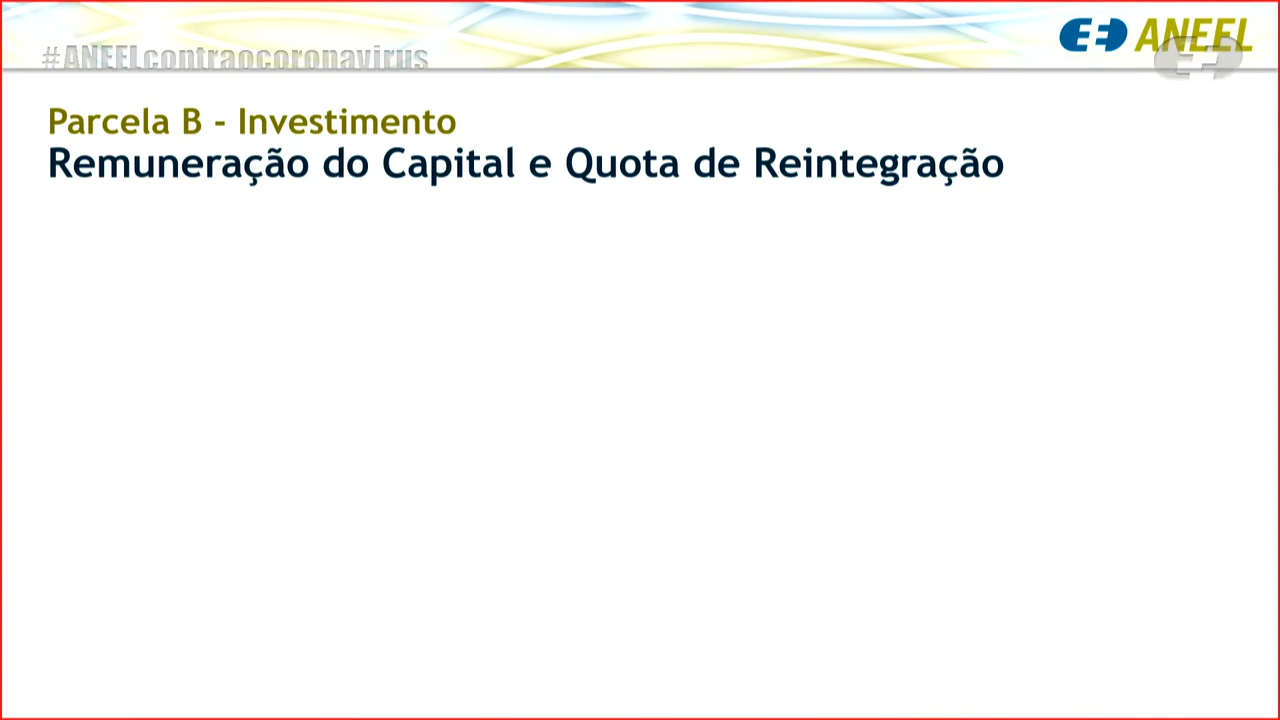 #ANEELcontraocoronavirus
ANEEL
Parcela B - Investimento
Remuneração do Capital e Quota de Reintegração